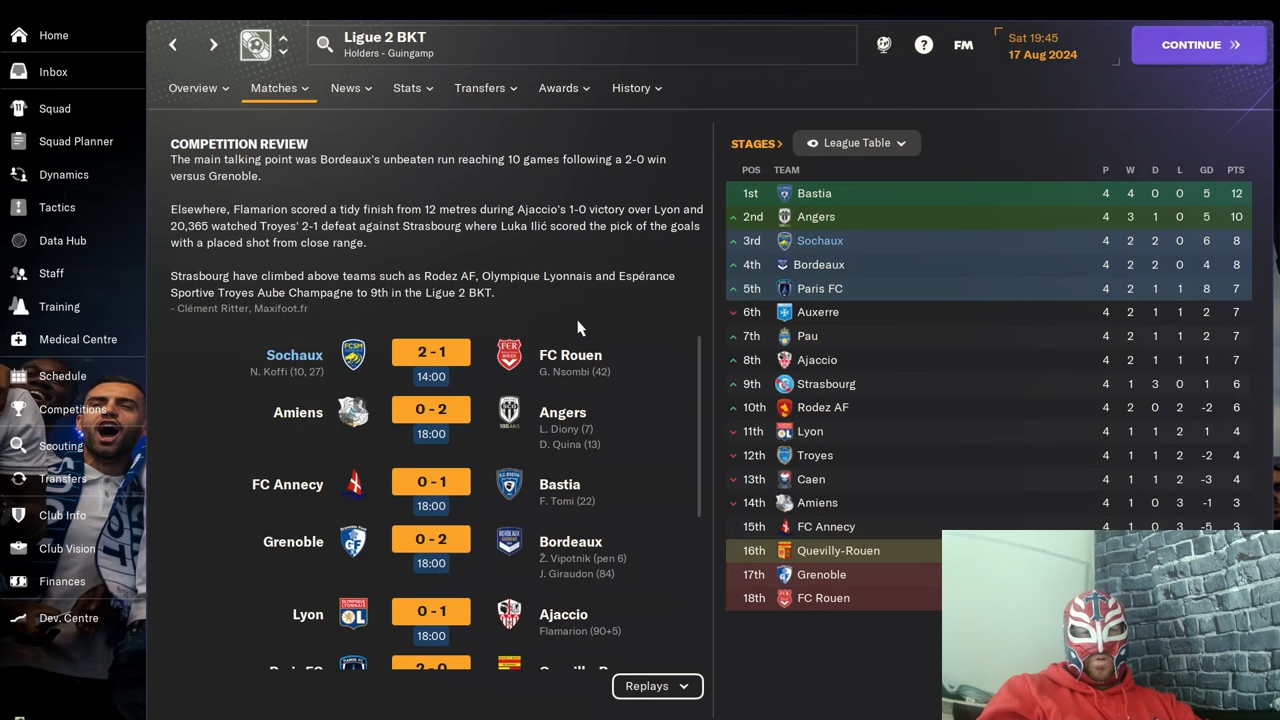 Home
Inbox
Squad
Squad Planner
Dynamics
Tactics
Data Hub
Staff
Training
Medical Centre
Schedule
Competitions
Scouting
Transfers
Club Info
Club Vision
Finances
Dev. Centre
Ligue 2 BKT
Holders - Guingamp
?
FM
Sat 19:45
17 Aug 2024
CONTINUE
Overview
Matches
News
Stats
Transfers
Awards
History
COMPETITION REVIEW
The main talking point was Bordeaux's unbeaten run reaching 10 games following a 2-0 win
versus Grenoble.
Elsewhere, Flamarion scored a tidy finish from 12 metres during Ajaccio's 1-0 victory over Lyon and
20,365 watched Troyes' 2-1 defeat against Strasbourg where Luka Ilić scored the pick of the goals
with a placed shot from close range.
Strasbourg have climbed above teams such as Rodez AF, Olympique Lyonnais and Espérance
Sportive Troyes Aube Champagne to 9th in the Ligue 2 BKT.
- Clément Ritter, Maxifoot.fr
Sochaux 2 - 1 FC Rouen
N. Koffi (10, 27) 14:00 G. Nsombi (42)
Amiens 0 - 2 Angers
18:00 L. Diony (7)
D. Quina (13)
FC Annecy 0 - 1 Bastia
18:00 F. Tomi (22)
Grenoble 0 - 2 Bordeaux
18:00 Ž. Vipotnik (pen 6)
J. Giraudon (84)
Lyon 0 - 1 Ajaccio
18:00 Flamarion (90+5)
2 - 0
Replays
STAGES> League Table
POS TEAM P W D L GD PTS
1st Bastia 4 4 0 0 5 12
2nd Angers 4 3 1 0 5 10
3rd Sochaux 4 2 2 0 6 8
4th Bordeaux 4 2 2 0 4 8
5th Paris FC 4 2 1 1 8 7
6th Auxerre 4 2 1 1 2 7
7th Pau 4 2 1 1 2 7
8th Ajaccio 4 2 1 1 1 7
9th Strasbourg 4 1 3 0 1 6
10th Rodez AF 4 2 0 2 -2 6
11th Lyon 4 1 1 2 1 4
12th Troyes 4 1 1 2 -2 4
13th Caen 4 1 1 2 -3 4
14th Amiens 4 1 0 3 -1 3
15th FC Annecy 4 1 0 3 -5 3
16th Quevilly-Rouen
17th Grenoble
18th FC Rouen